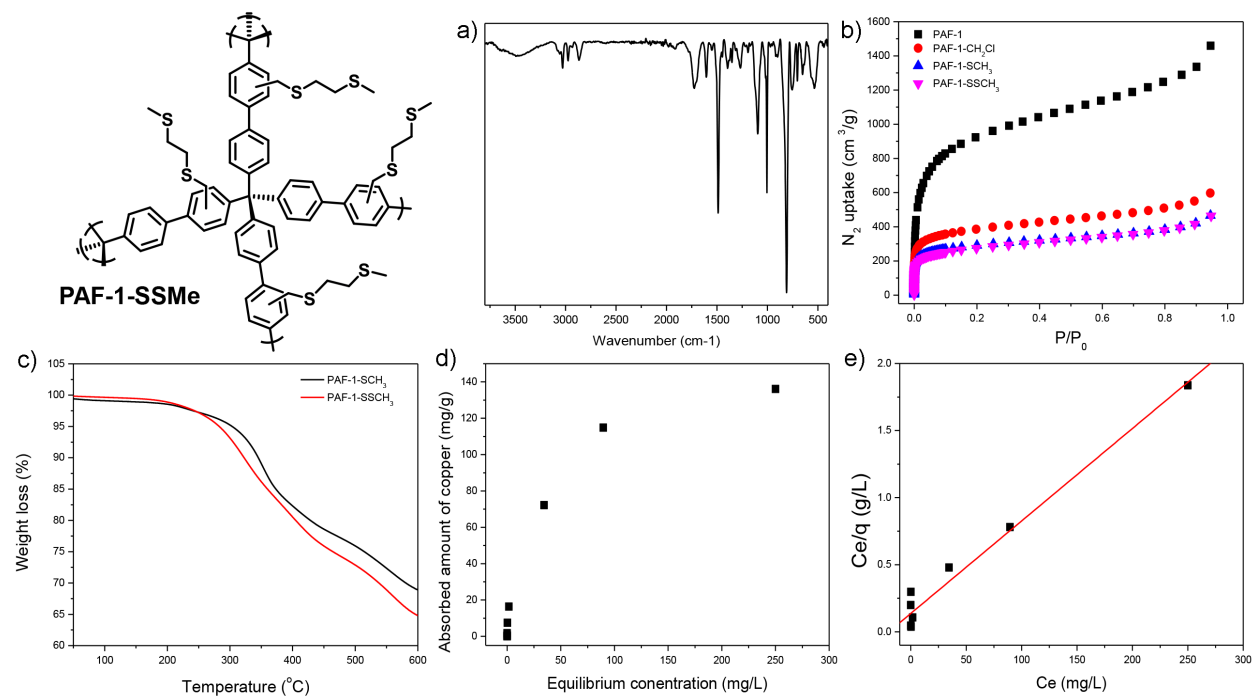 S
S
S
S
S
S
S
S
PAF-1-SSMe
a)
3500 3000 2500 2000 1500 1000 500
Wavenumber (cm-1)
b)
1600
1400
1200
1000
800
600
400
200
0
N2 uptake (cm3/g)
PAF-1
PAF-1-CH2Cl
PAF-1-SCH3
PAF-1-SSCH3
0.0 0.2 0.4 0.6 0.8 1.0
P/P0
c)
105
100
95
90
85
80
75
70
65
60
Weight loss (%)
PAF-1-SCH3
PAF-1-SSCH3
100 200 300 400 500 600
Temperature (oC)
d)
140
120
100
80
60
40
20
0
Absorbed amount of copper (mg/g)
0 50 100 150 200 250 300
Equilibrium conentration (mg/L)
e)
2.0
1.5
1.0
0.5
0.0
Ce/q (g/L)
0 50 100 150 200 250 300
Ce (mg/L)